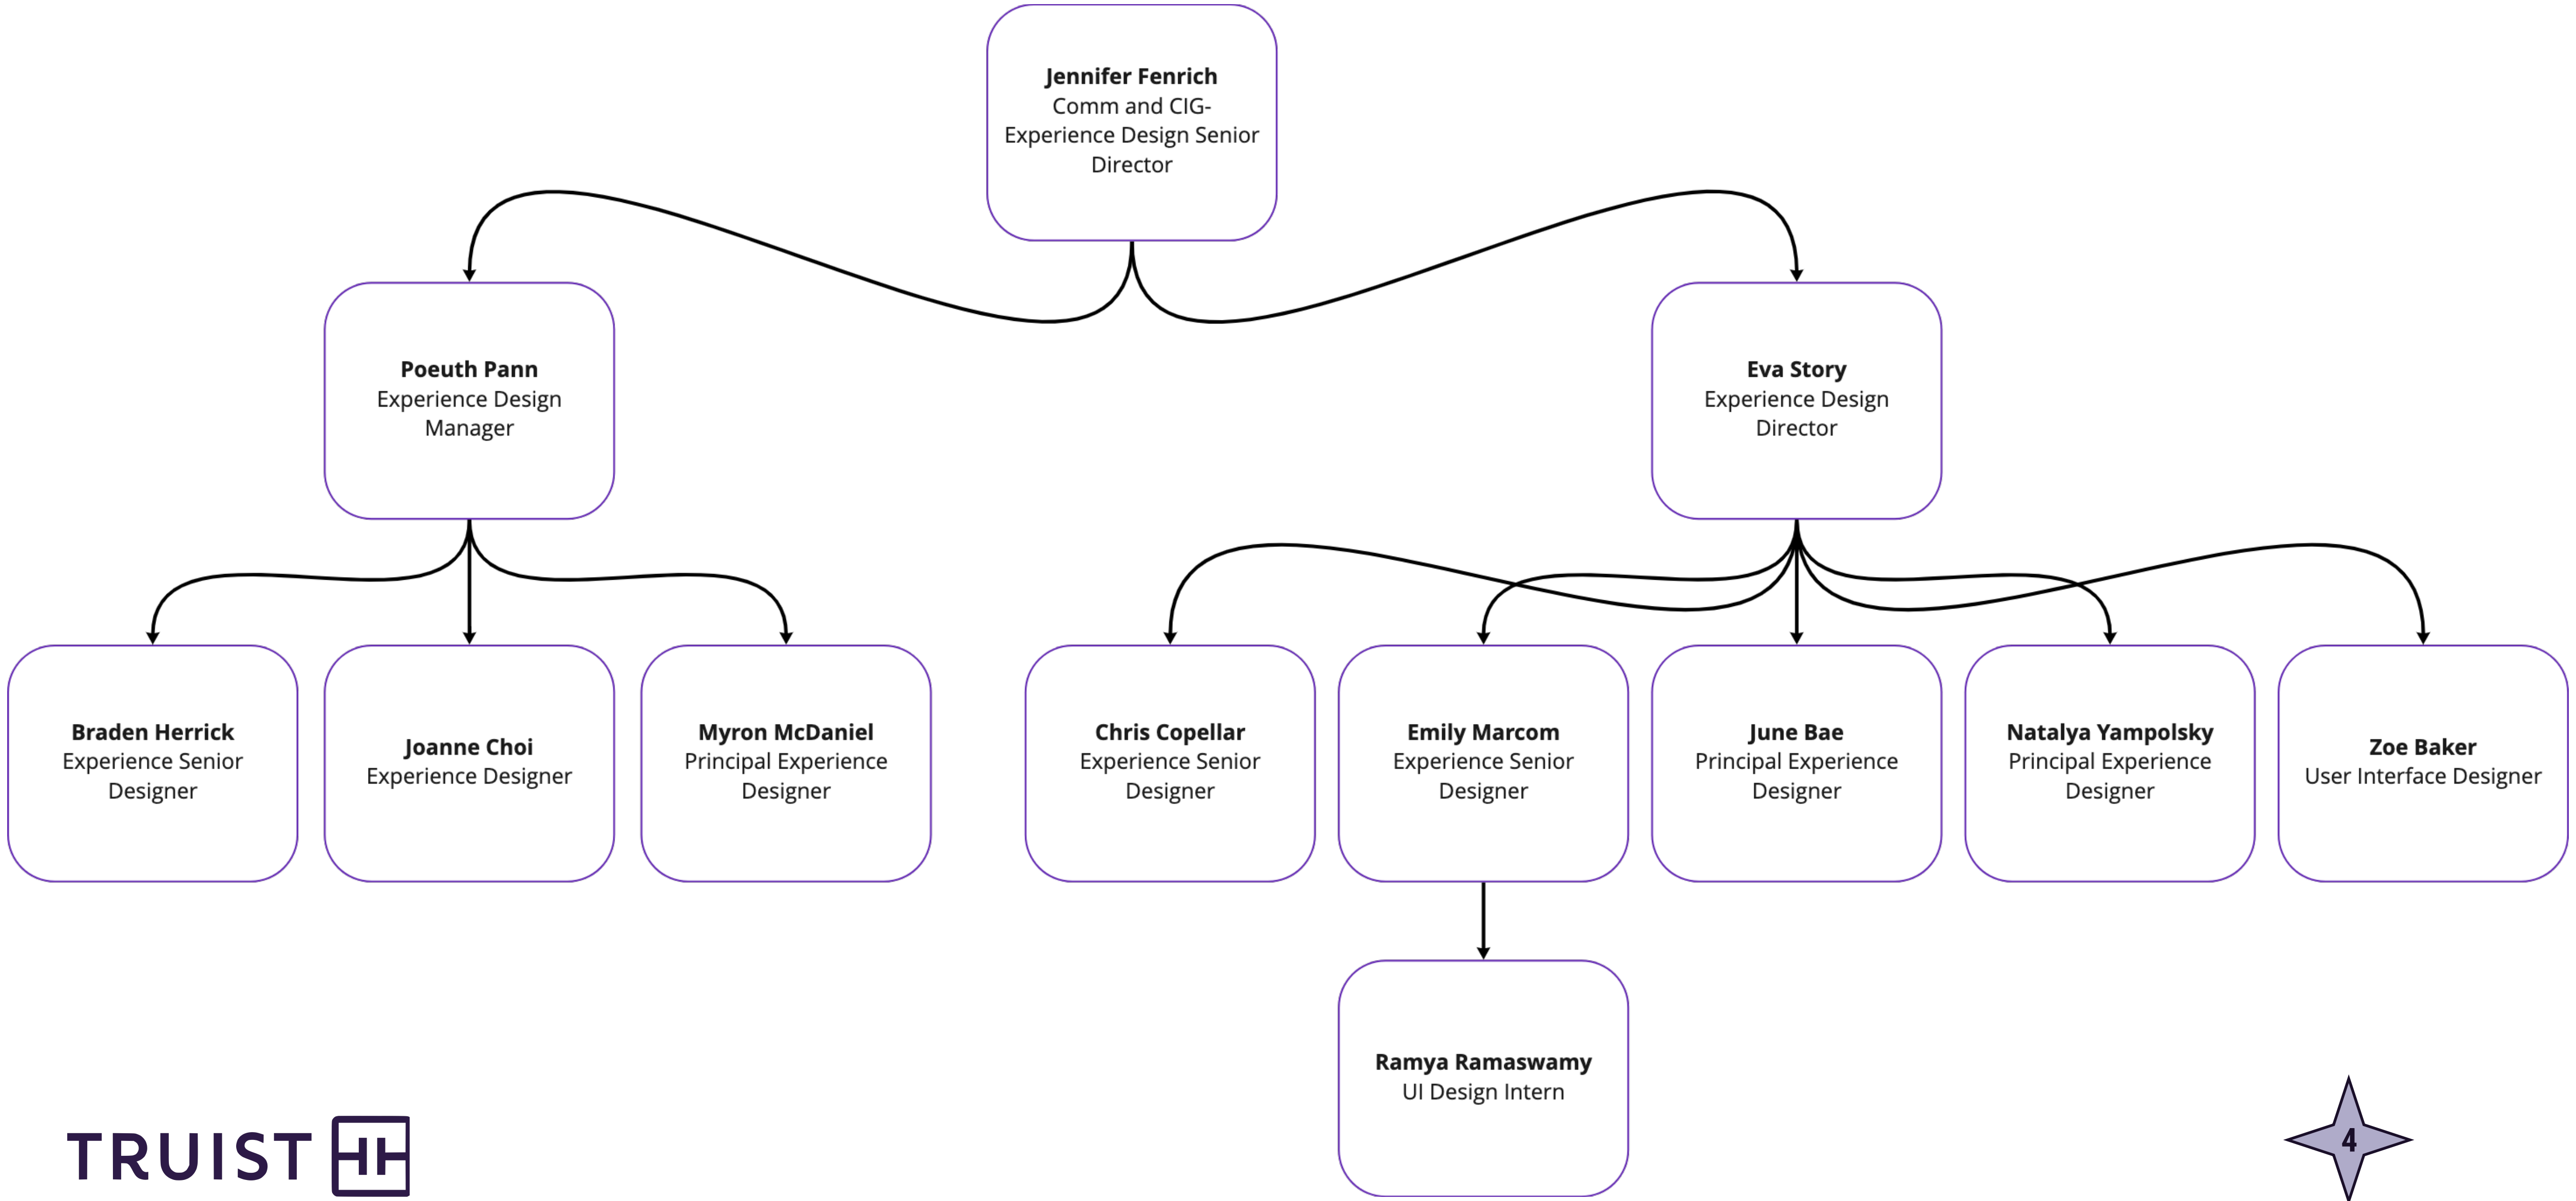 Jennifer Fenrich
Comm and CIG-
Experience Design Senior
Director
Poeuth Pann
Experience Design
Manager
Eva Story
Experience Design
Director
Braden Herrick
Experience Senior
Designer
Joanne Choi
Experience Designer
Myron McDaniel
Principal Experience
Designer
Chris Copellar
Experience Senior
Designer
Emily Marcom
Experience Senior
Designer
June Bae
Principal Experience
Designer
Natalya Yampolsky
Principal Experience
Designer
Zoe Baker
User Interface Designer
Ramya Ramaswamy
UI Design Intern
TRUIST
4